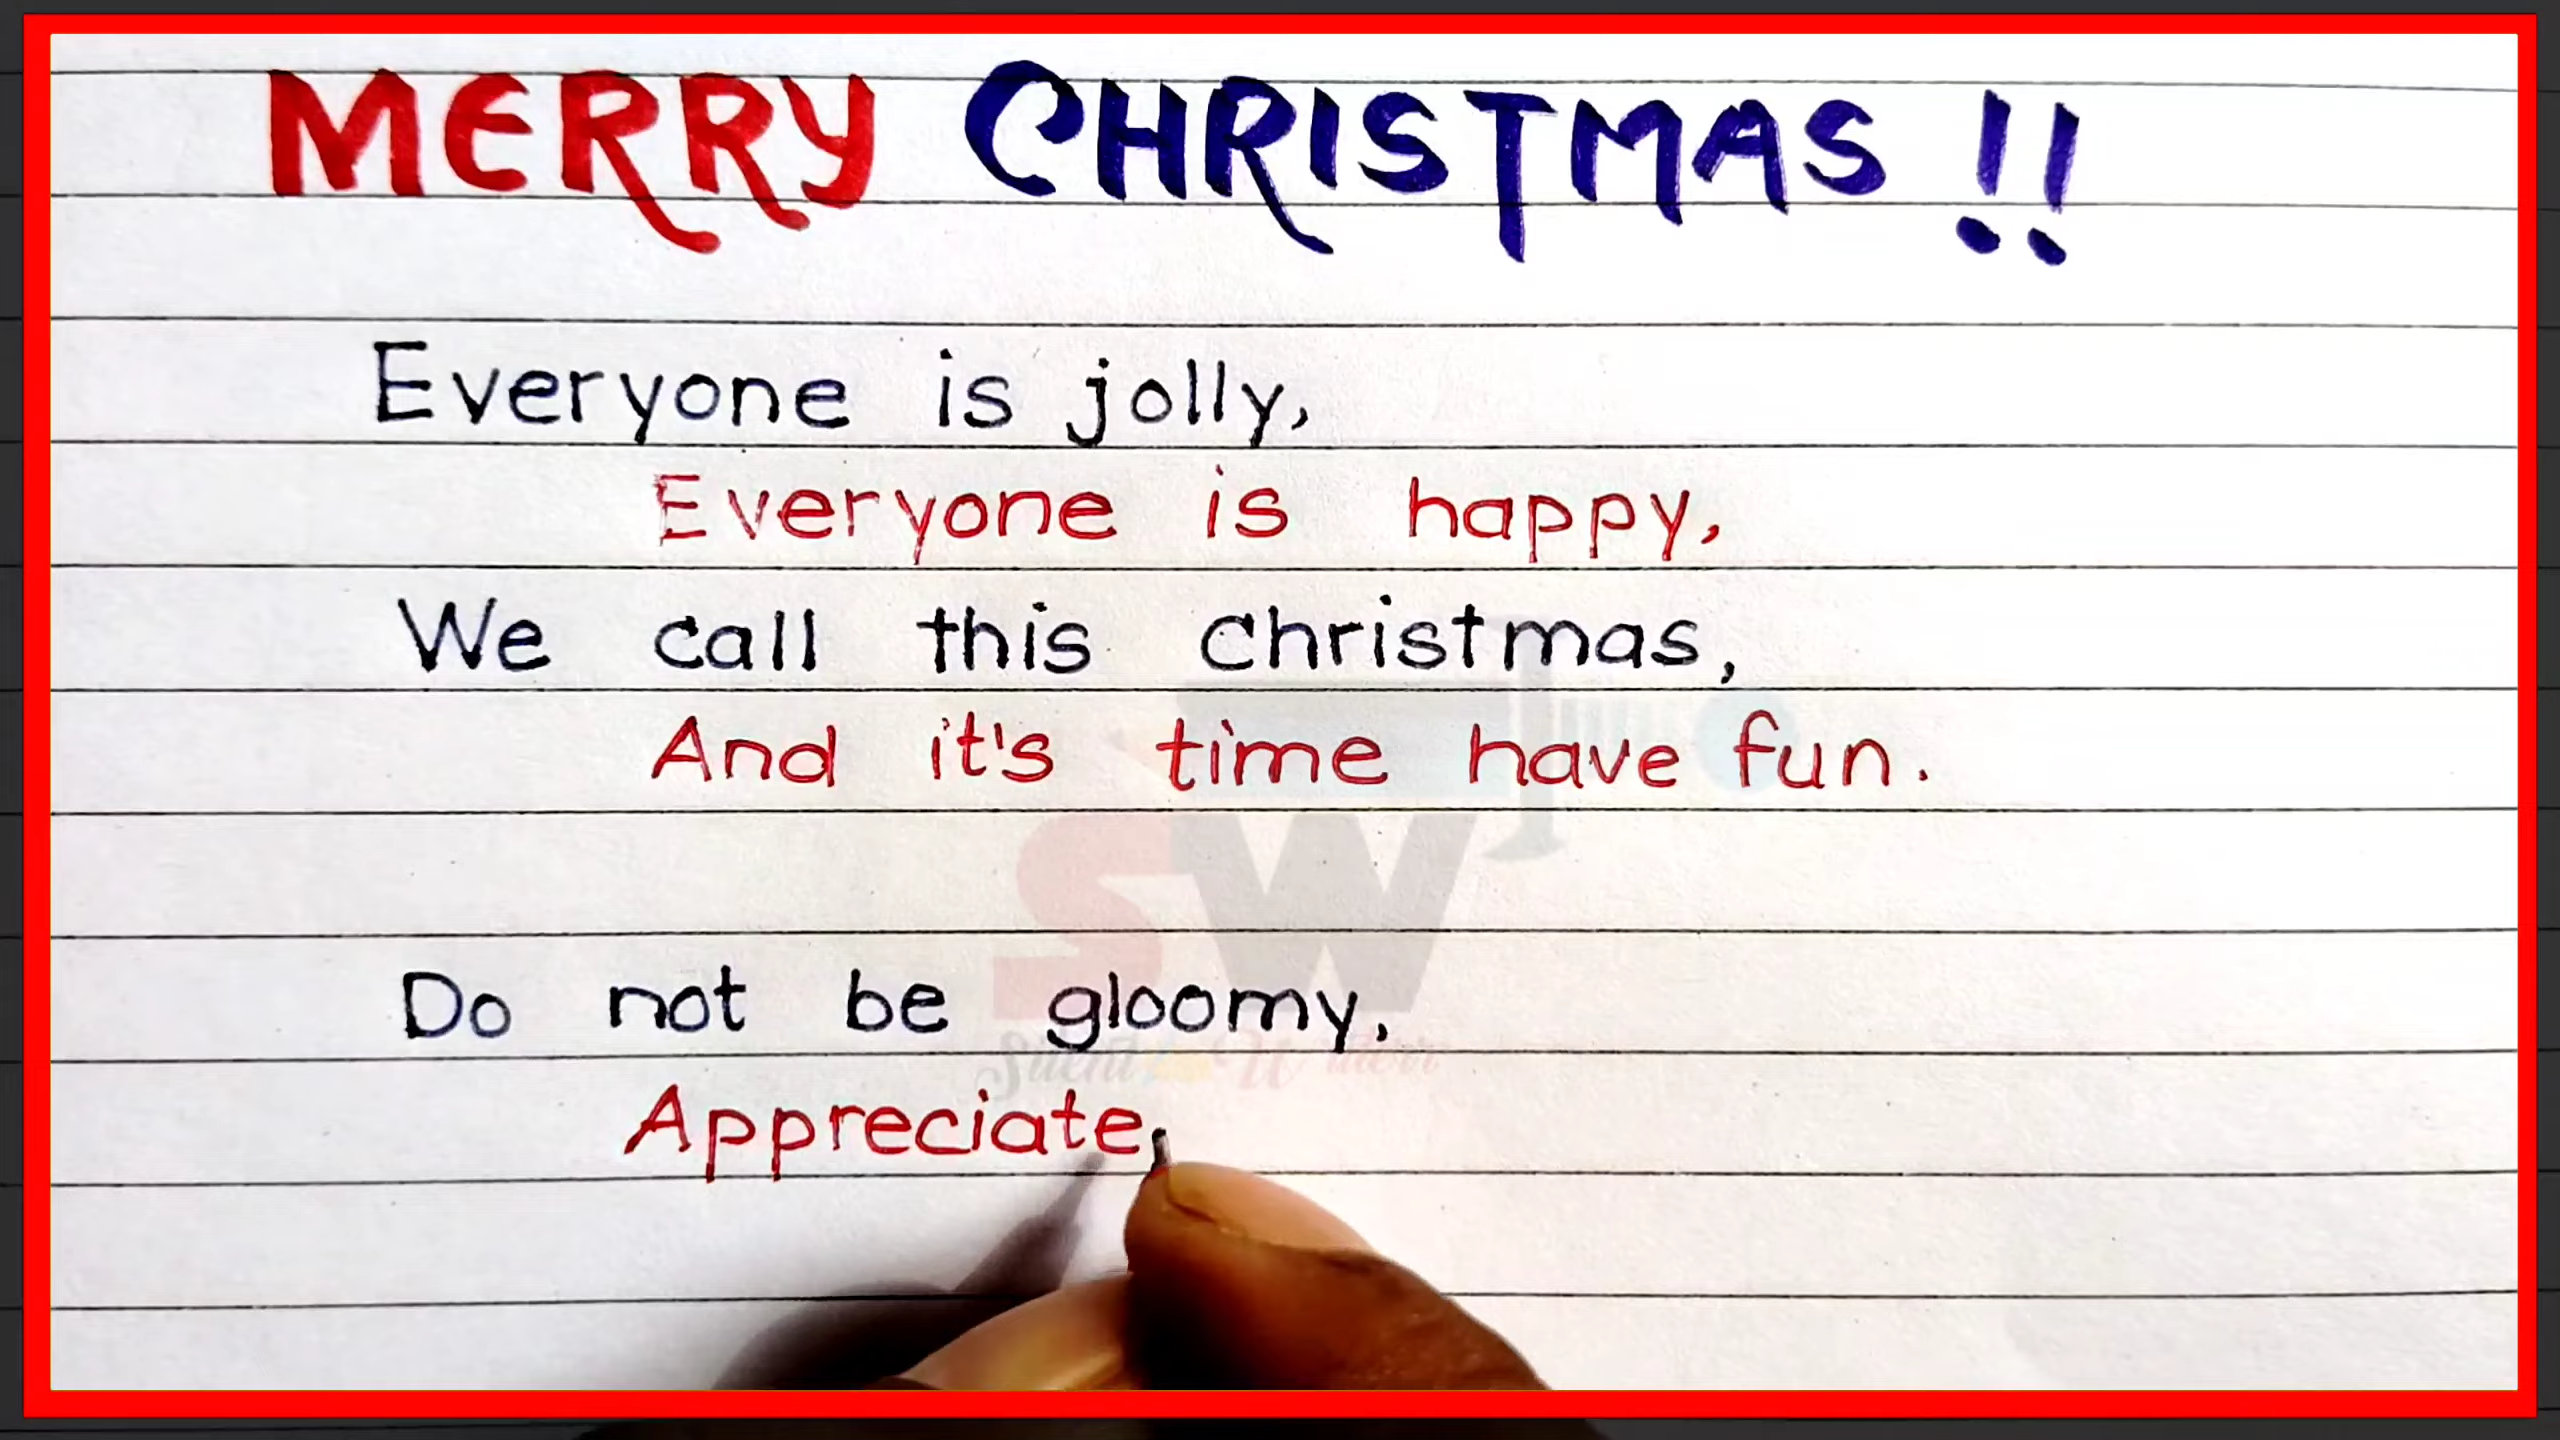 MERRY CHRISTMAS !!
Everyone is jolly,
Everyone is happy,
We call this christmas,
And it's time have fun.
SW
Do not be gloomy,
Appreciate